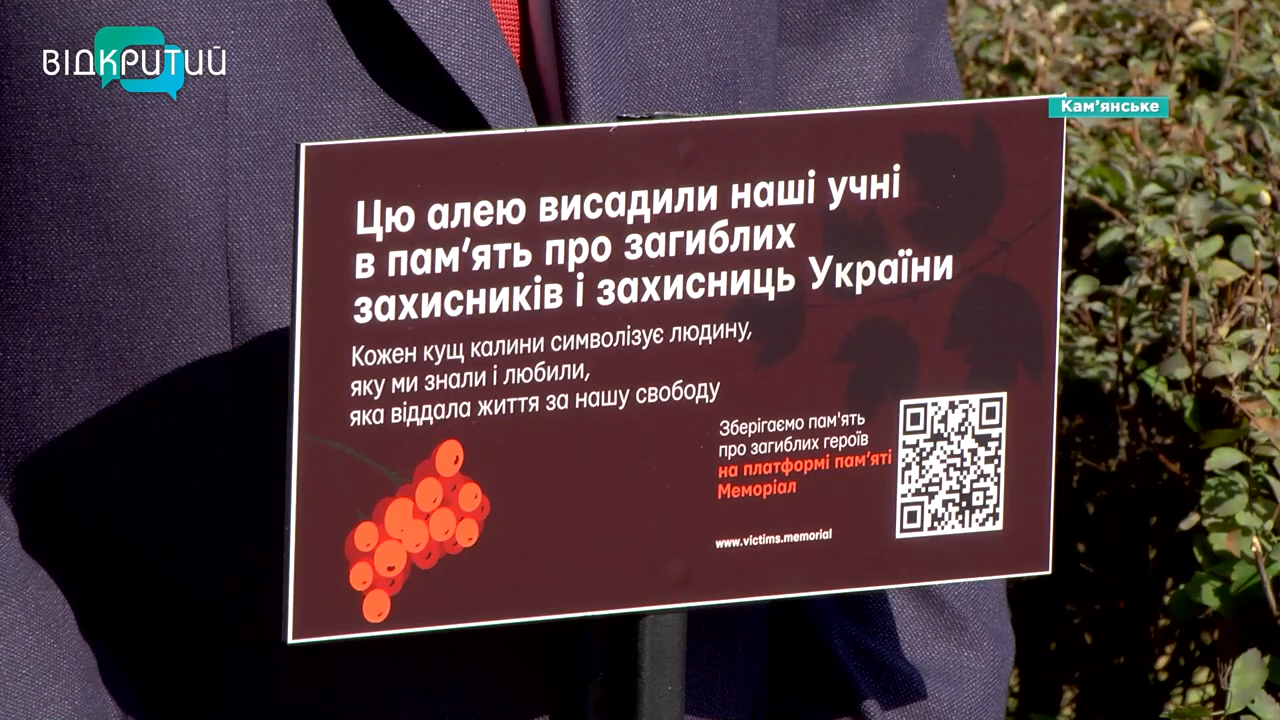 ВІДКРИТИЙ
Кам'янське
Цю алею висадили наші учні
в пам'ять про загиблих
захисників і захисниць України
Кожен кущ калини символізує людину,
яку ми знали і любили,
яка віддала життя за нашу свободу
Зберігаємо пам'ять
про загиблих героїв
на платформі пам'яті
Меморіал
www.victims.memorial